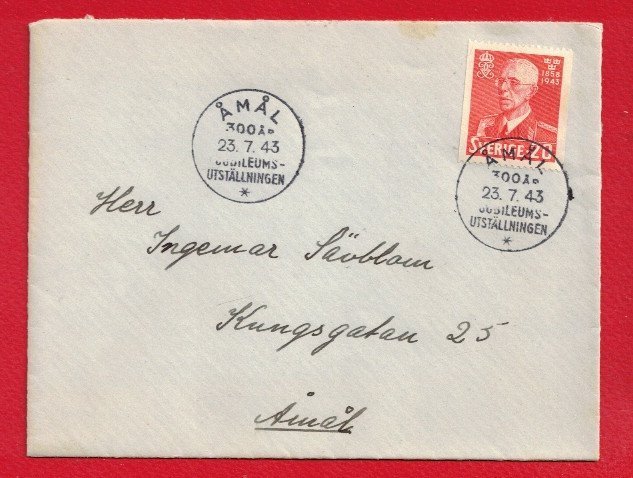 1858
1943
SVERIGE 20
ÅMÅL
300 ÅR
23.7.43
JUBILEUMS-
UTSTÄLLNINGEN
*
ÅMÅL
300 ÅR
23.7.43
JUBILEUMS-
UTSTÄLLNINGEN
*
Herr
Ingemar Sävblom
Kungsgatan 25
Åmål